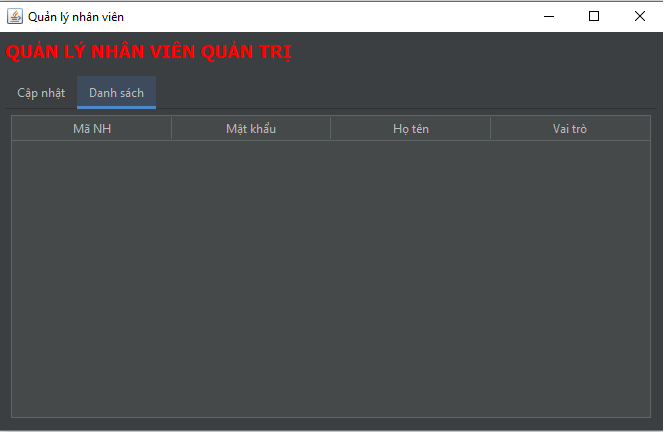 Quản lý nhân viên
QUẢN LÝ NHÂN VIÊN QUẢN TRỊ
Cập nhật Danh sách
Mã NH Mật khẩu Họ tên Vai trò